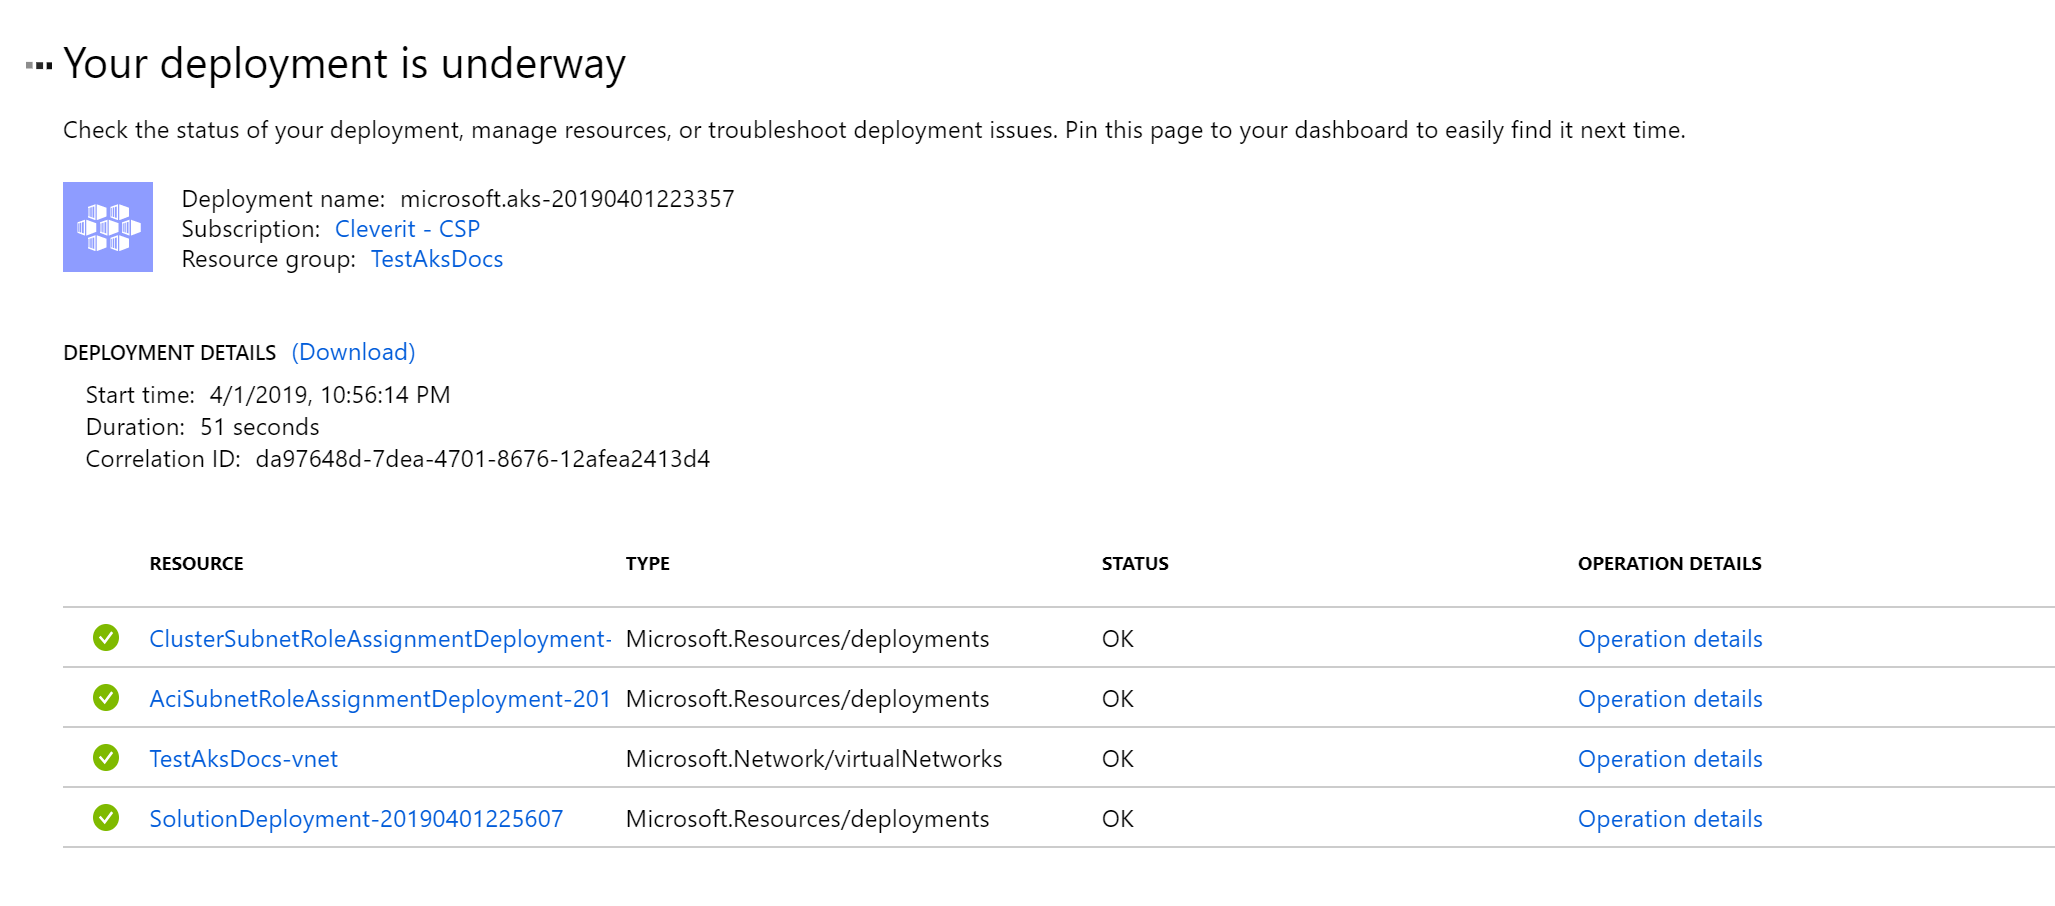 Your deployment is underway
Check the status of your deployment, manage resources, or troubleshoot deployment issues. Pin this page to your dashboard to easily find it next time.
Deployment name: microsoft.aks-20190401223357
Subscription: Cleverit - CSP
Resource group: TestAksDocs
DEPLOYMENT DETAILS (Download)
Start time: 4/1/2019, 10:56:14 PM
Duration: 51 seconds
Correlation ID: da97648d-7dea-4701-8676-12afea2413d4
RESOURCE TYPE STATUS OPERATION DETAILS
ClusterSubnetRoleAssignmentDeployment- Microsoft.Resources/deployments OK Operation details
AciSubnetRoleAssignmentDeployment-201 Microsoft.Resources/deployments OK Operation details
TestAksDocs-vnet Microsoft.Network/virtualNetworks OK Operation details
SolutionDeployment-20190401225607 Microsoft.Resources/deployments OK Operation details